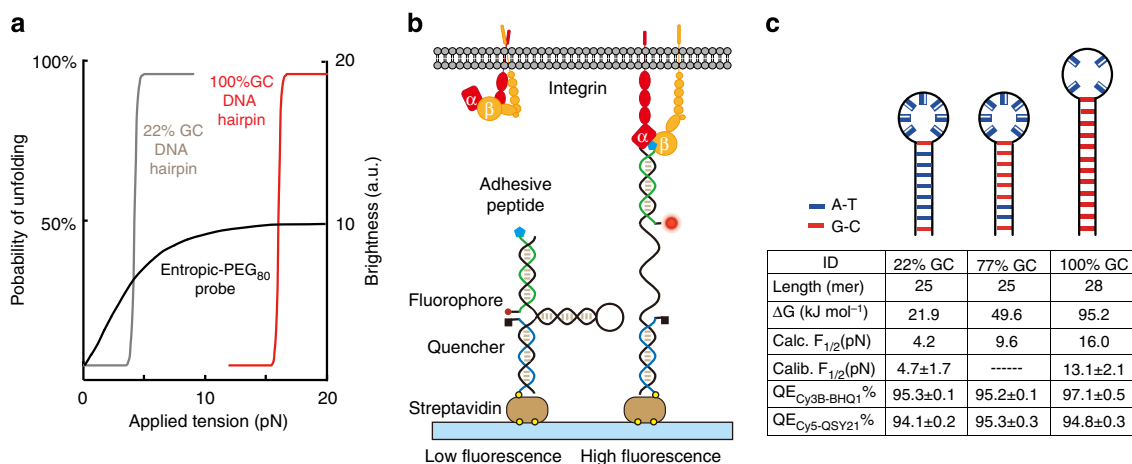 a
100%
50%
0
Pobability of unfolding
22% GC
DNA
hairpin
100%GC
DNA
hairpin
Entropic-PEG80
probe
20
10
Brightness (a.u.)
0
5
10
15
20
Applied tension (pN)
b
Integrin
α
β
α
β
Adhesive
peptide
Fluorophore
Quencher
Streptavidin
Low fluorescence
High fluorescence
c
A-T
G-C
ID 22% GC 77% GC 100% GC
Length (mer) 25 25 28
ΔG (kJ mol–1) 21.9 49.6 95.2
Calc. F1/2(pN) 4.2 9.6 16.0
Calib. F1/2(pN) 4.7±1.7 ------ 13.1±2.1
QECy3B-BHQ1% 95.3±0.1 95.2±0.1 97.1±0.5
QECy5-QSY21% 94.1±0.2 95.3±0.3 94.8±0.3